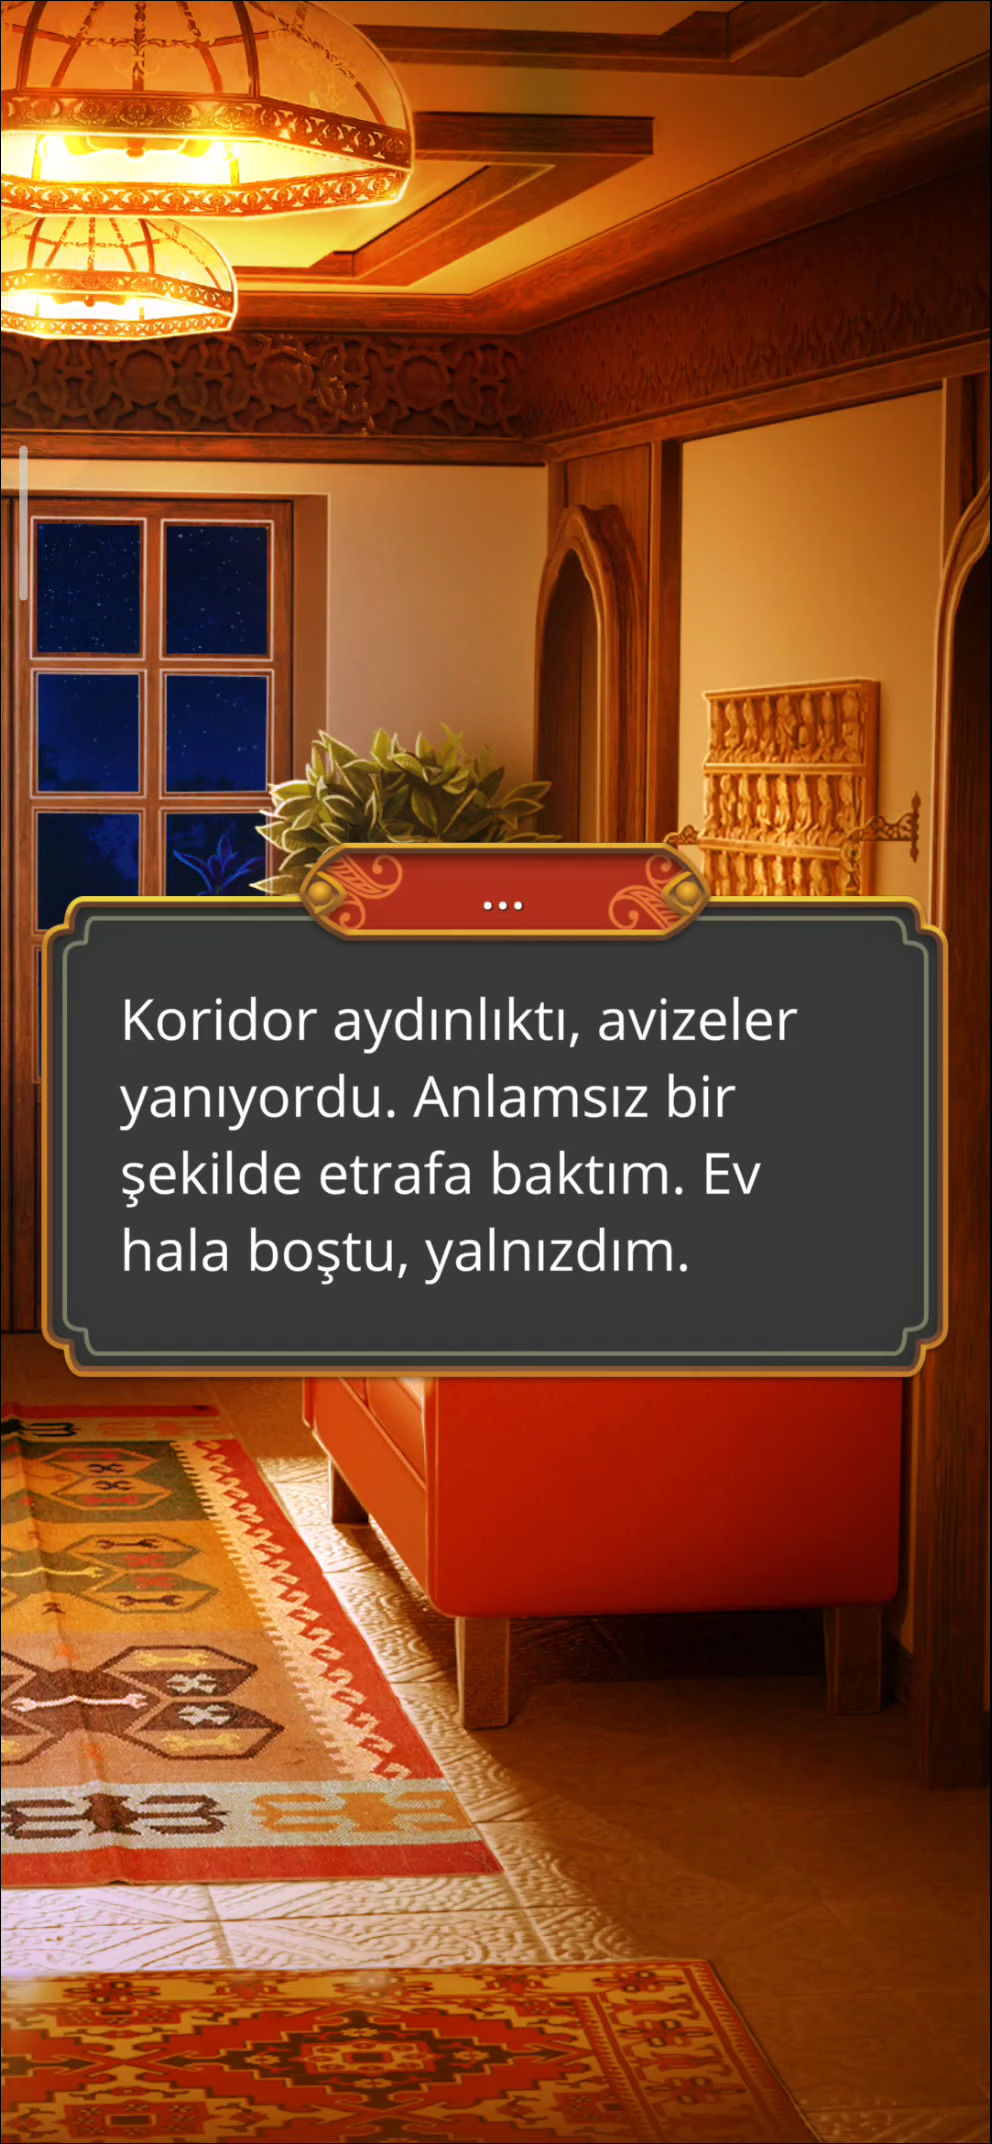 ...
Koridor aydınlıktı, avizeler
yanıyordu. Anlamsız bir
şekilde etrafa baktım. Ev
hala boştu, yalnızdım.